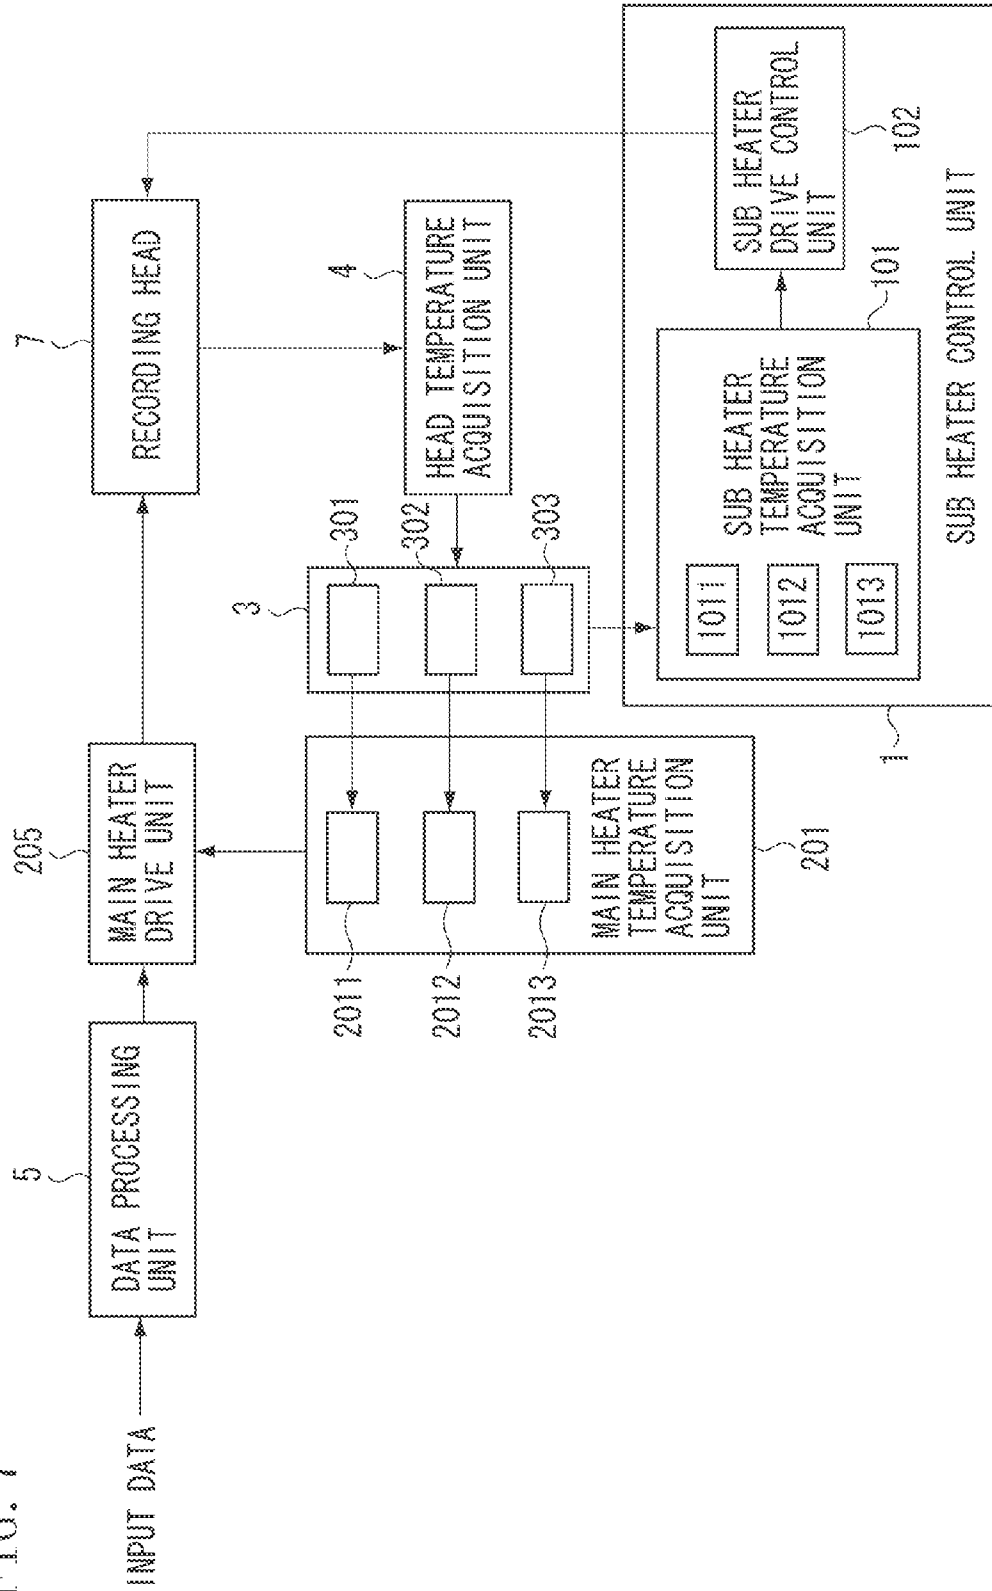 INPUT DATA
5
DATA PROCESSING
UNIT
205
MAIN HEATER
DRIVE UNIT
7
RECORDING HEAD
2011
2012
2013
MAIN HEATER
TEMPERATURE
ACQUISITION
UNIT
201
3
301
302
303
4
HEAD TEMPERATURE
ACQUISITION UNIT
1
1011
1012
1013
SUB HEATER
TEMPERATURE
ACQUISITION
UNIT
101
SUB HEATER
DRIVE CONTROL
UNIT
102
SUB HEATER CONTROL UNIT